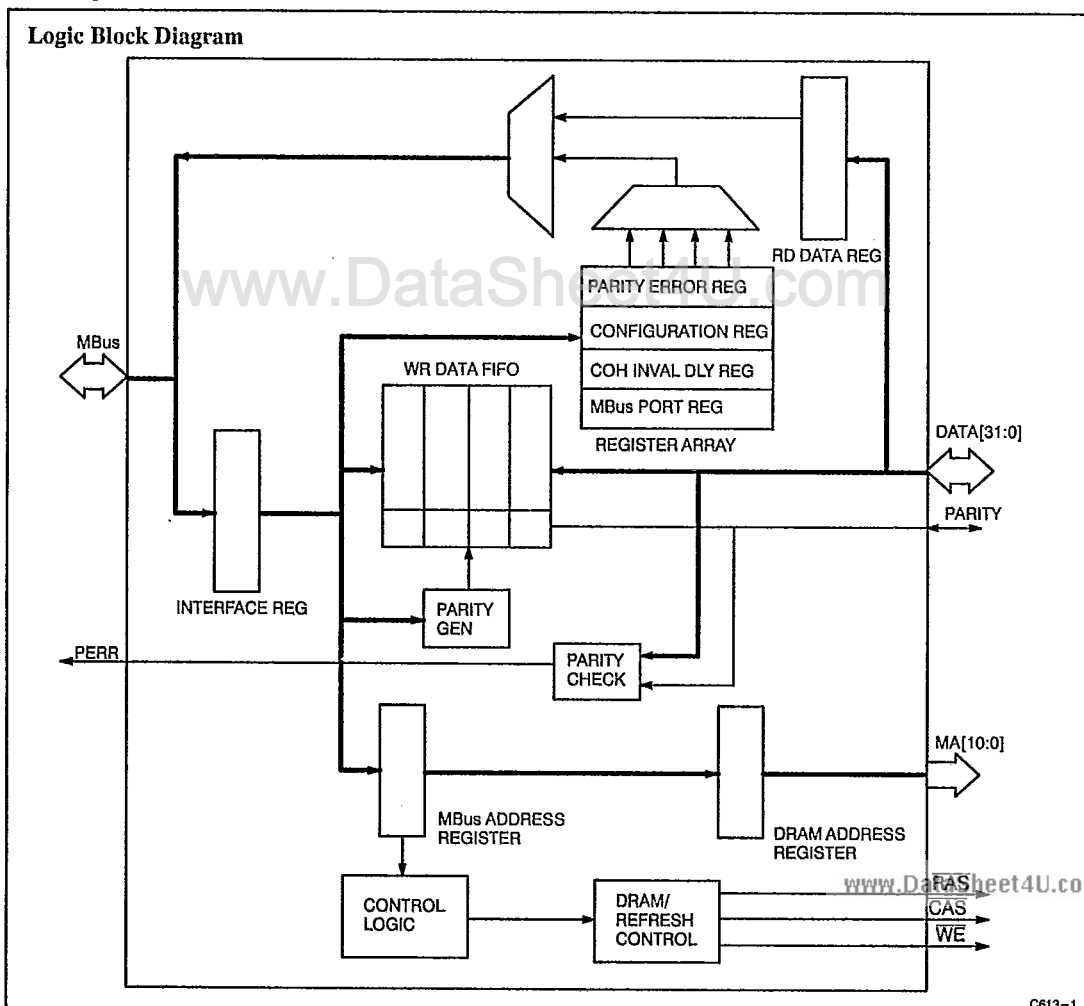 Logic Block Diagram
RD DATA REG
www.DataSheet4U.com
PARITY ERROR REG
CONFIGURATION REG
COH INVAL DLY REG
MBus PORT REG
REGISTER ARRAY
MBus
WR DATA FIFO
DATA[31:0]
PARITY
INTERFACE REG
PARITY
GEN
PERR
PARITY
CHECK
MA[10:0]
MBus ADDRESS
REGISTER
DRAM ADDRESS
REGISTER
CONTROL
LOGIC
DRAM/
REFRESH
CONTROL
www.DataSheet4U.co
RAS
CAS
WE
C613-1